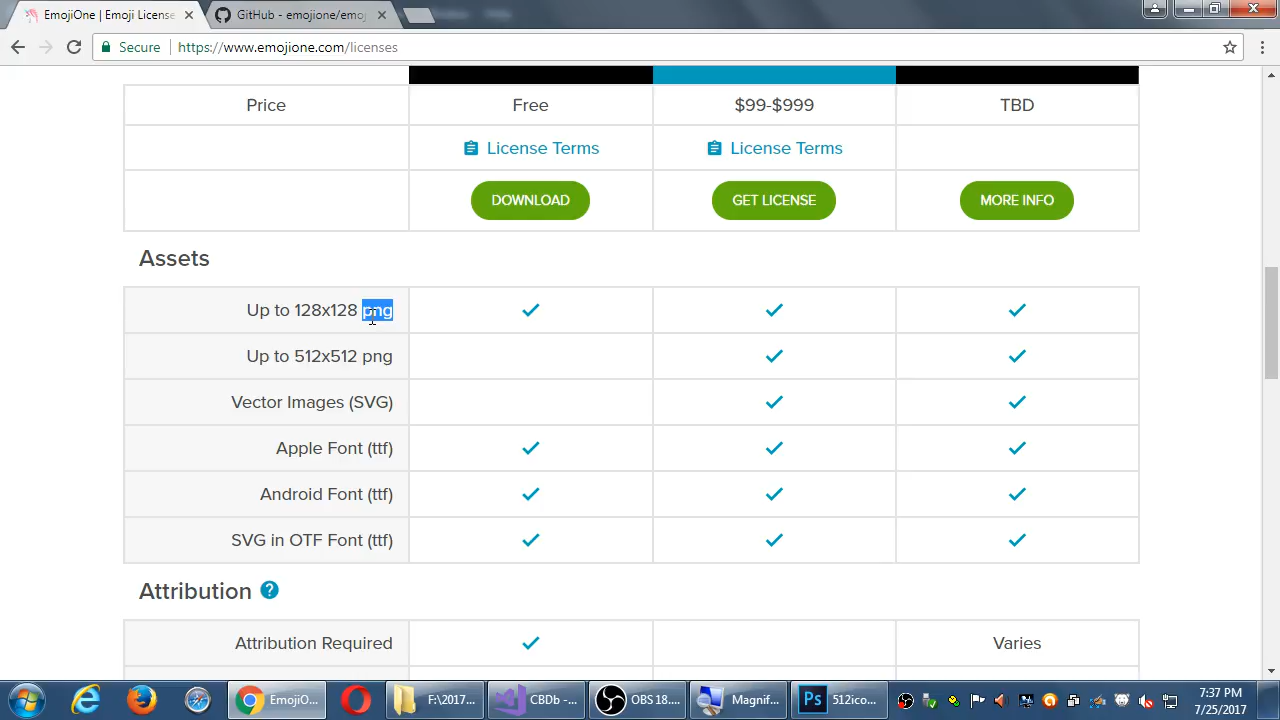 EmojiOne | Emoji License
GitHub - emojione/emoj
Secure
https://www.emojione.com/licenses
Price Free $99-$999 TBD
License Terms License Terms
DOWNLOAD GET LICENSE MORE INFO
Assets
Up to 128x128 png
Up to 512x512 png
Vector Images (SVG)
Apple Font (ttf)
Android Font (ttf)
SVG in OTF Font (ttf)
Attribution ?
Attribution Required Varies
EmojiO... F:\2017... CBDb -... OBS 18.... Magnif... Ps 512ico...
7:37 PM
7/25/2017